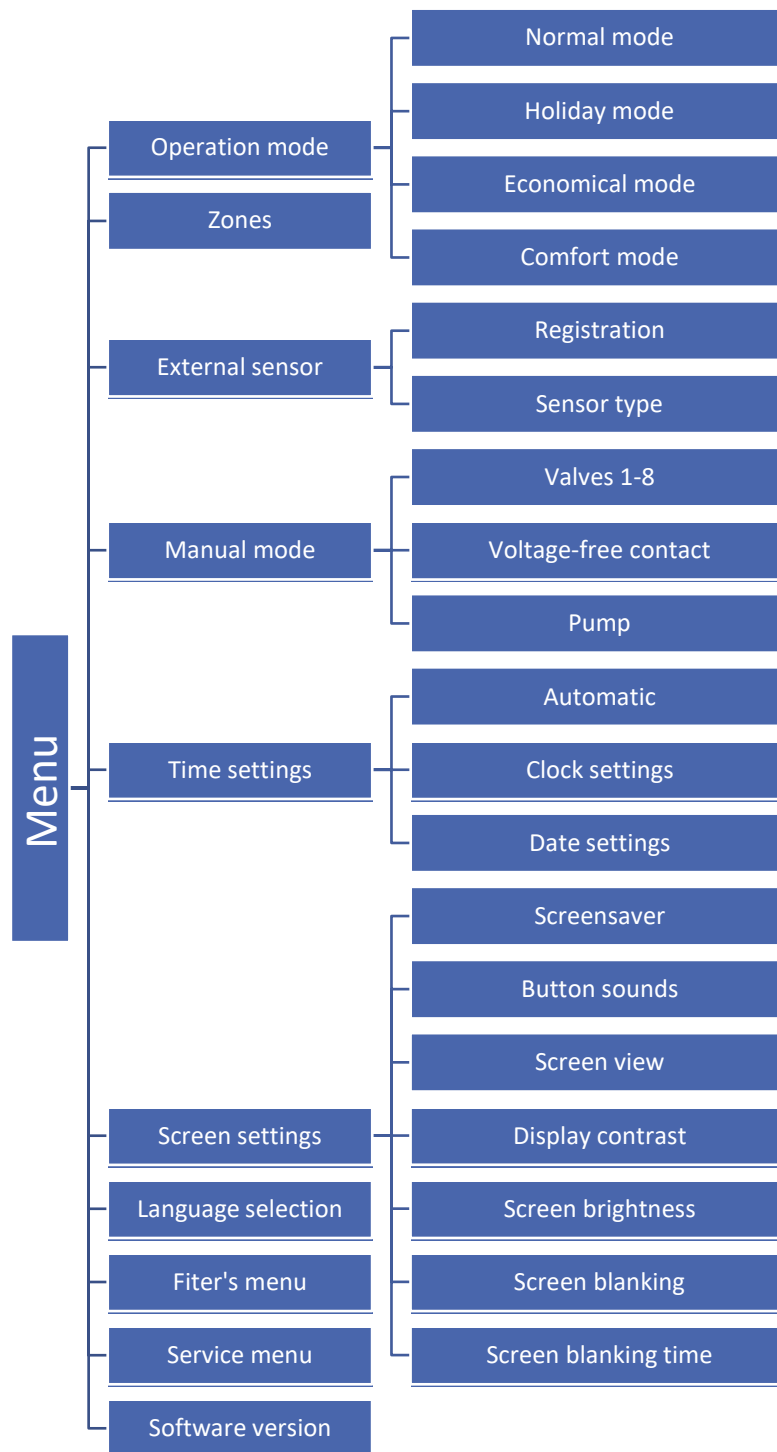 Menu
Operation mode
Normal mode
Holiday mode
Economical mode
Comfort mode
Zones
External sensor
Registration
Sensor type
Manual mode
Valves 1-8
Voltage-free contact
Pump
Time settings
Automatic
Clock settings
Date settings
Screen settings
Screensaver
Button sounds
Screen view
Display contrast
Screen brightness
Screen blanking
Screen blanking time
Language selection
Fiter's menu
Service menu
Software version